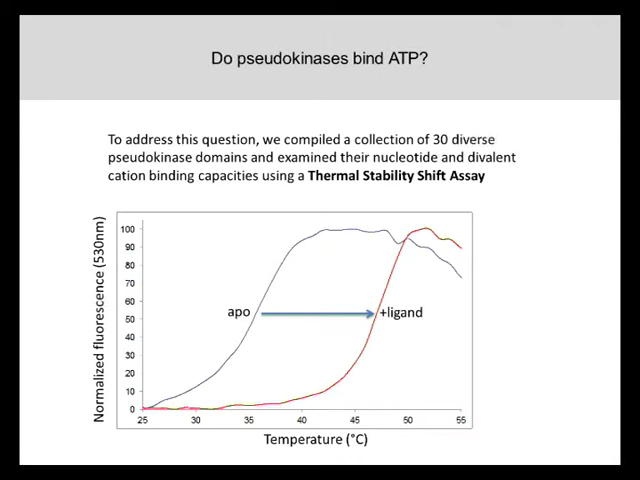 Do pseudokinases bind ATP?
To address this question, we compiled a collection of 30 diverse
pseudokinase domains and examined their nucleotide and divalent
cation binding capacities using a Thermal Stability Shift Assay
Normalized fluorescence (530nm)
100
90
80
70
60
50
40
30
20
10
0
apo
+ligand
25 30 35 40 45 50 55
Temperature (°C)